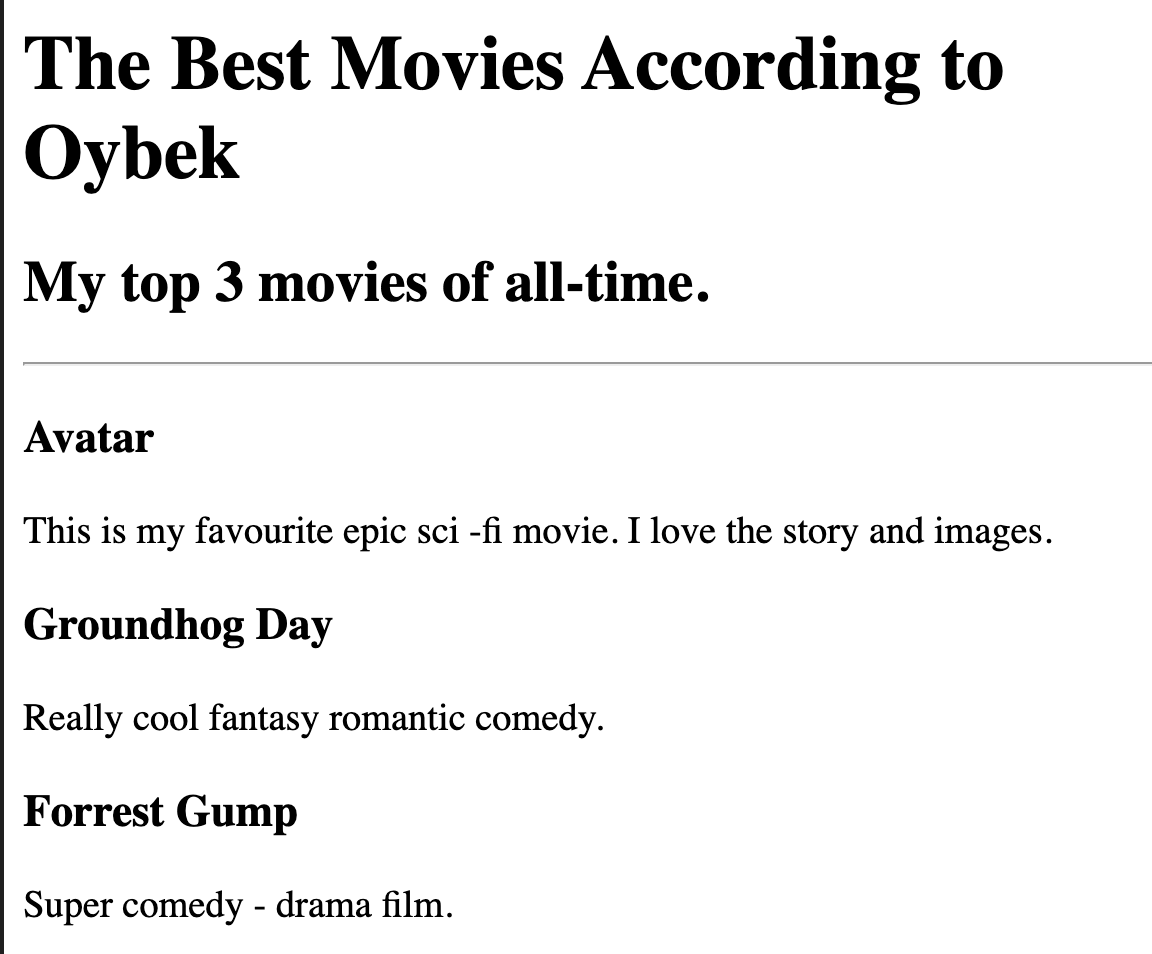 The Best Movies According to
Oybek
My top 3 movies of all-time.
Avatar
This is my favourite epic sci -fi movie. I love the story and images.
Groundhog Day
Really cool fantasy romantic comedy.
Forrest Gump
Super comedy - drama film.